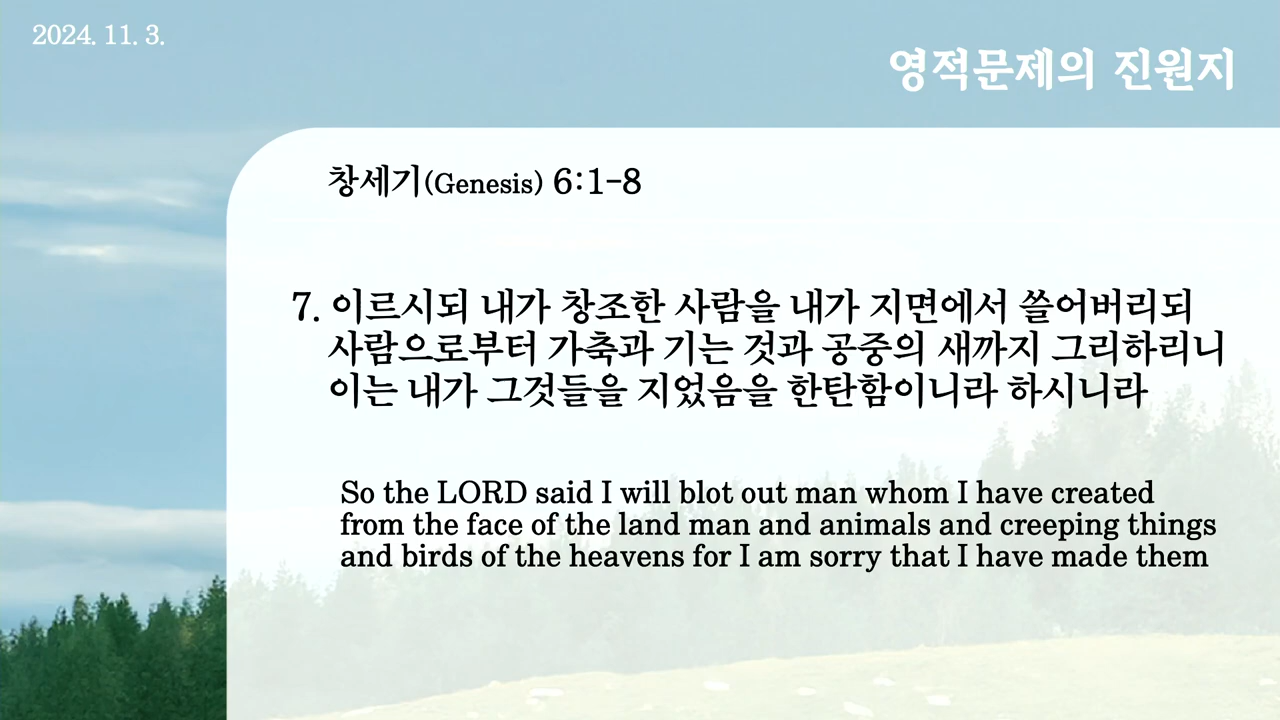 2024. 11. 3.
영적문제의 진원지
창세기(Genesis) 6:1-8
7. 이르시되 내가 창조한 사람을 내가 지면에서 쓸어버리되
사람으로부터 가축과 기는 것과 공중의 새까지 그리하리니
이는 내가 그것들을 지었음을 한탄함이니라 하시니라
So the LORD said I will blot out man whom I have created
from the face of the land man and animals and creeping things
and birds of the heavens for I am sorry that I have made them